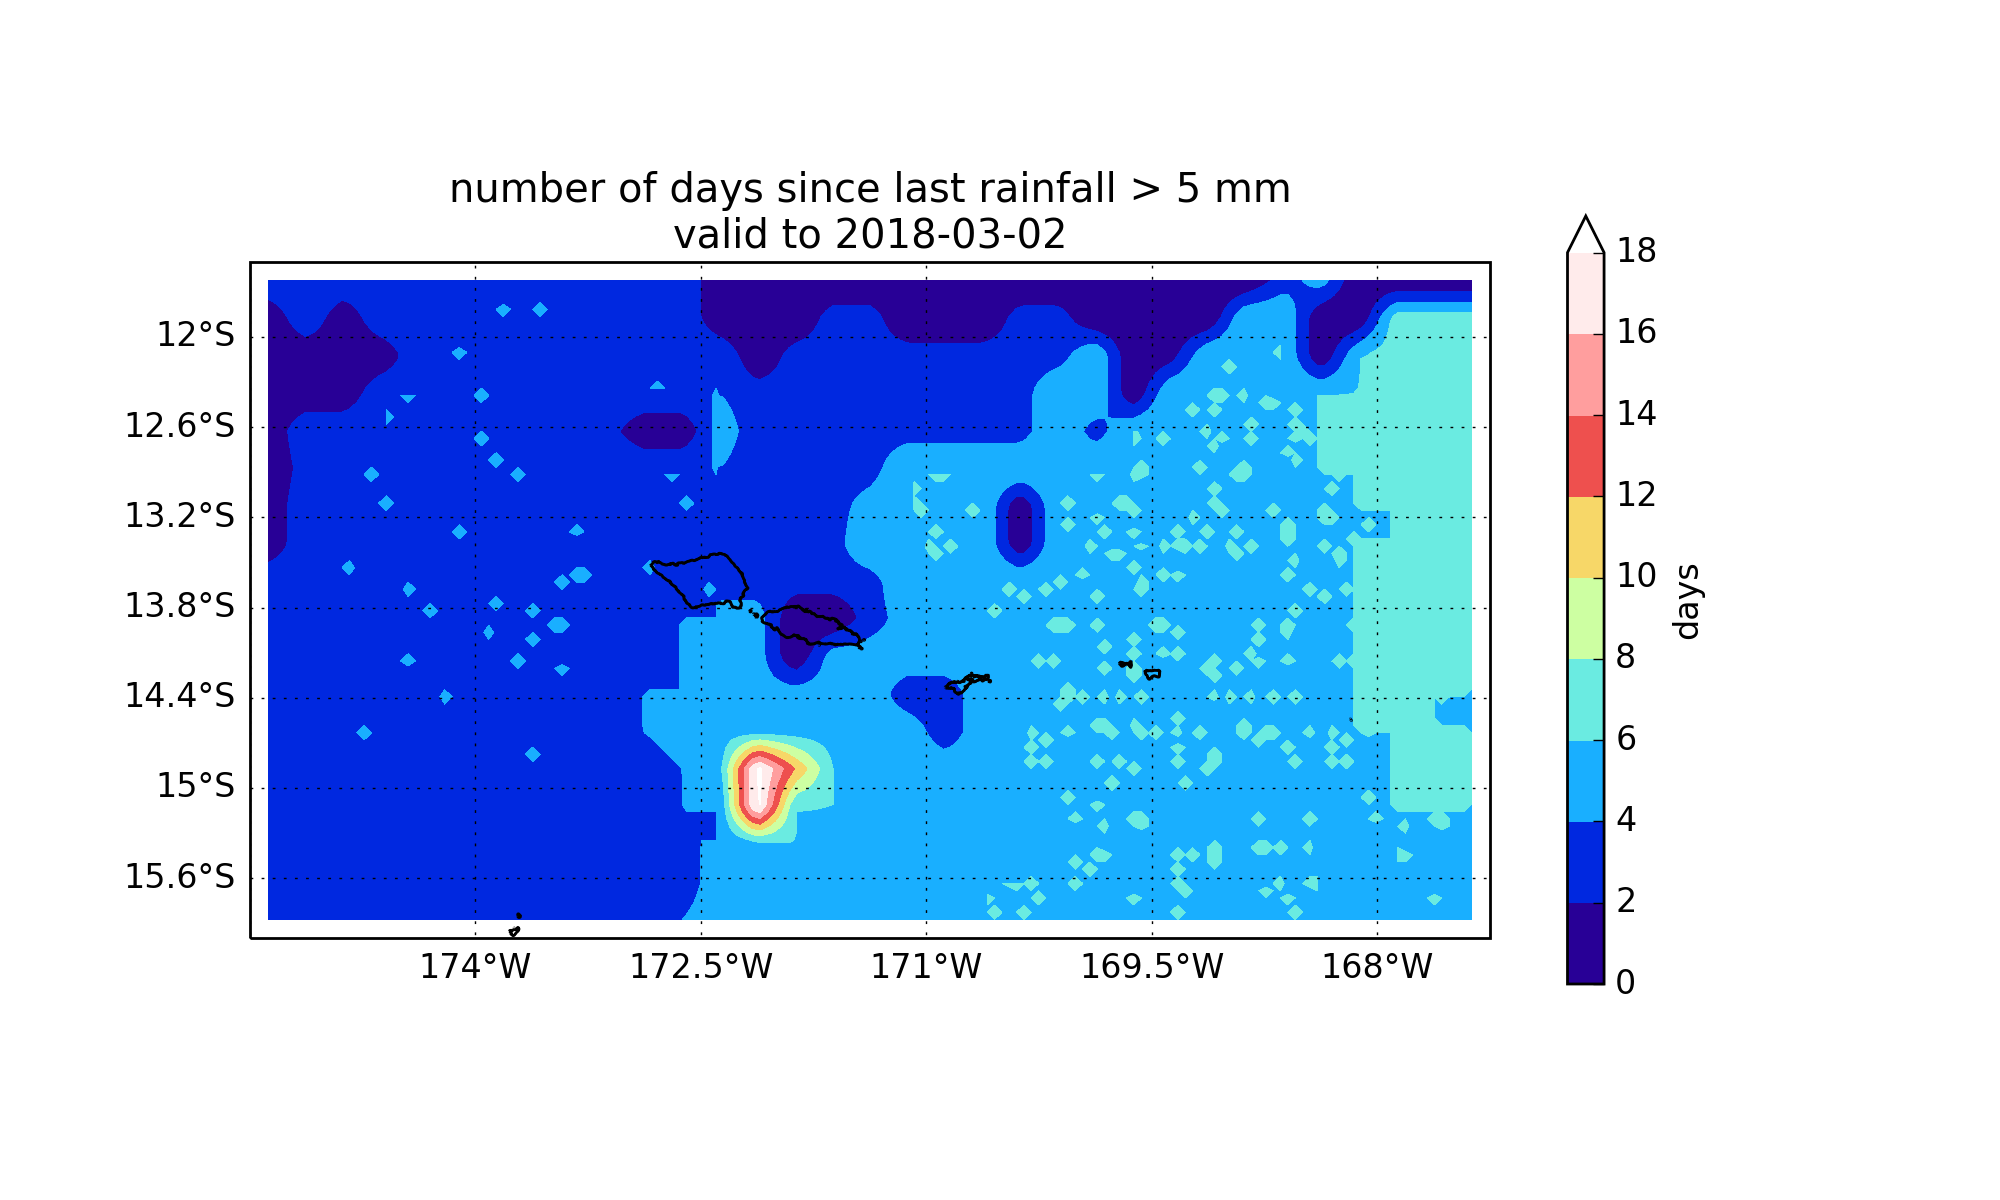 number of days since last rainfall > 5 mm
valid to 2018-03-02
12°S
12.6°S
13.2°S
13.8°S
14.4°S
15°S
15.6°S
174°W
172.5°W
171°W
169.5°W
168°W
18
16
14
12
10
8
6
4
2
0
days